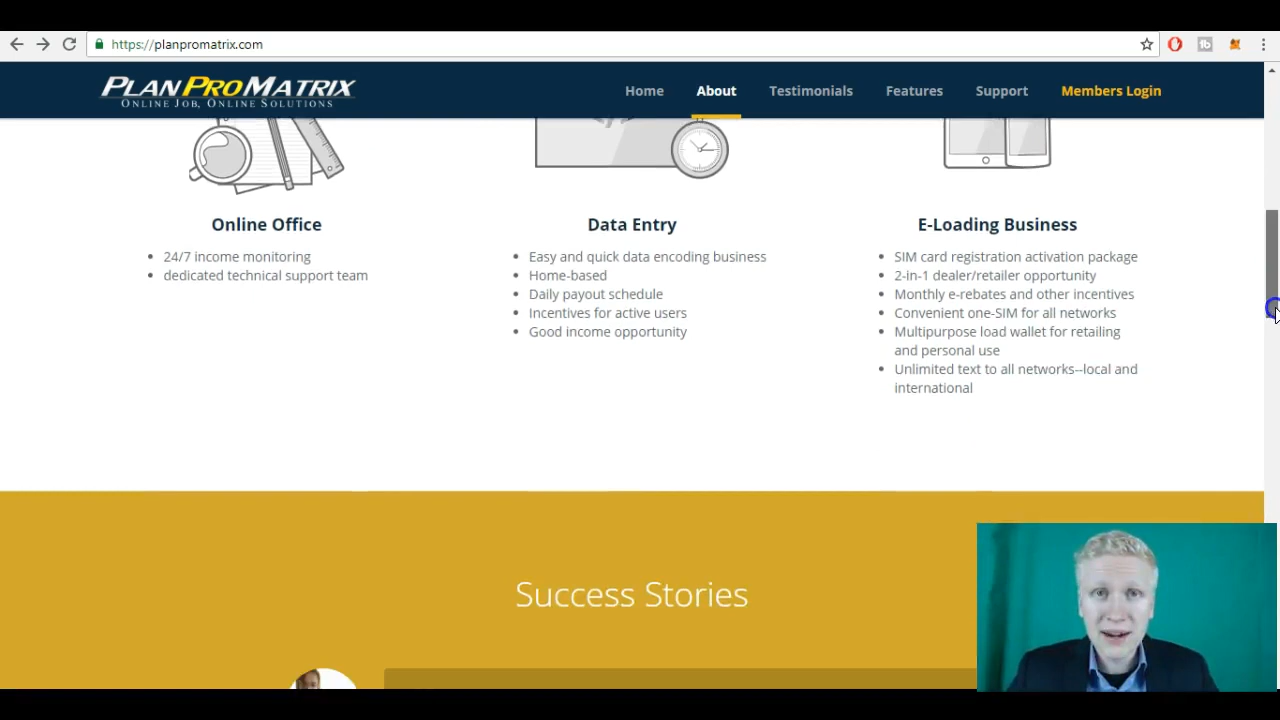 https://planpromatrix.com
PLANPROMATRIX
ONLINE JOB, ONLINE SOLUTIONS
Home
About
Testimonials
Features
Support
Members Login
Online Office
24/7 income monitoring
dedicated technical support team
Data Entry
Easy and quick data encoding business
Home-based
Daily payout schedule
Incentives for active users
Good income opportunity
E-Loading Business
SIM card registration activation package
2-in-1 dealer/retailer opportunity
Monthly e-rebates and other incentives
Convenient one-SIM for all networks
Multipurpose load wallet for retailing
and personal use
Unlimited text to all networks--local and
international
Success Stories